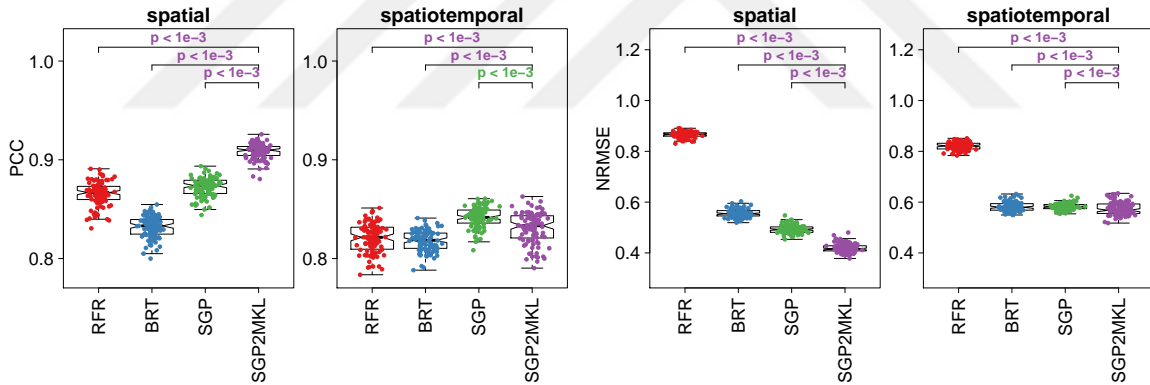 spatial
p < 1e−3
p < 1e−3
p < 1e−3
PCC
1.0
0.9
0.8
RFR
BRT
SGP
SGP2MKL
spatiotemporal
p < 1e−3
p < 1e−3
p < 1e−3
1.0
0.9
0.8
RFR
BRT
SGP
SGP2MKL
spatial
p < 1e−3
p < 1e−3
p < 1e−3
NRMSE
1.2
1.0
0.8
0.6
0.4
RFR
BRT
SGP
SGP2MKL
spatiotemporal
p < 1e−3
p < 1e−3
p < 1e−3
1.2
1.0
0.8
0.6
0.4
RFR
BRT
SGP
SGP2MKL